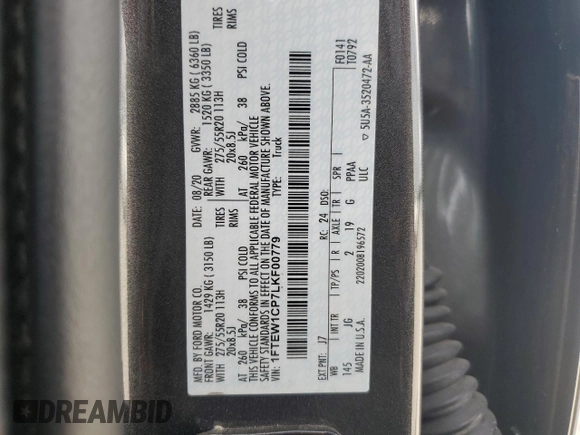 MFD. BY FORD MOTOR CO.
DATE: 08/20 GVWR: 2885 KG ( 6360 LB)
FRONT GAWR: 1429 KG ( 3150 LB) REAR GAWR: 1520 KG ( 3350 LB)
WITH 275/55R20 113H TIRES WITH 275/55R20 113H TIRES
20x8.5J RIMS 20x8.5J RIMS
AT 260 kPa/ 38 PSI COLD AT 260 kPa/ 38 PSI COLD
THIS VEHICLE CONFORMS TO ALL APPLICABLE FEDERAL MOTOR VEHICLE
SAFETY STANDARDS IN EFFECT ON THE DATE OF MANUFACTURE SHOWN ABOVE.
VIN: 1FTEW1CP7LKF00779 TYPE: Truck
F0141
T0792
EXT PNT: J7 RC: 24 DSO:
WB INT TR TP/PS R AXLE TR SPR
145 JG 2 19 G PPAA
ULC
MADE IN U.S.A. 2202008196572
▽ 5U5A-3520472-AA
DREAMBID